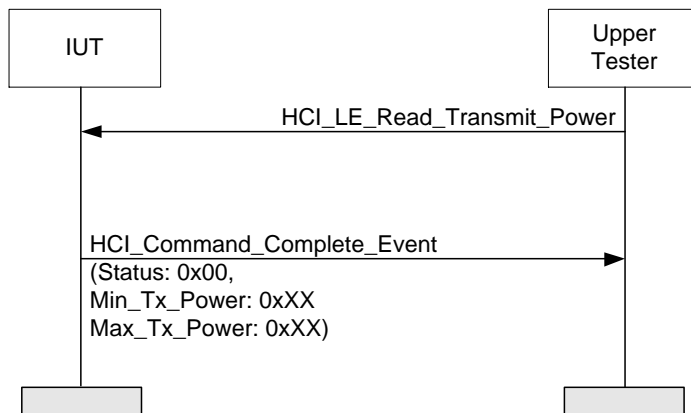 IUT
Upper
Tester
HCI_LE_Read_Transmit_Power
HCI_Command_Complete_Event
(Status: 0x00,
Min_Tx_Power: 0xXX
Max_Tx_Power: 0xXX)